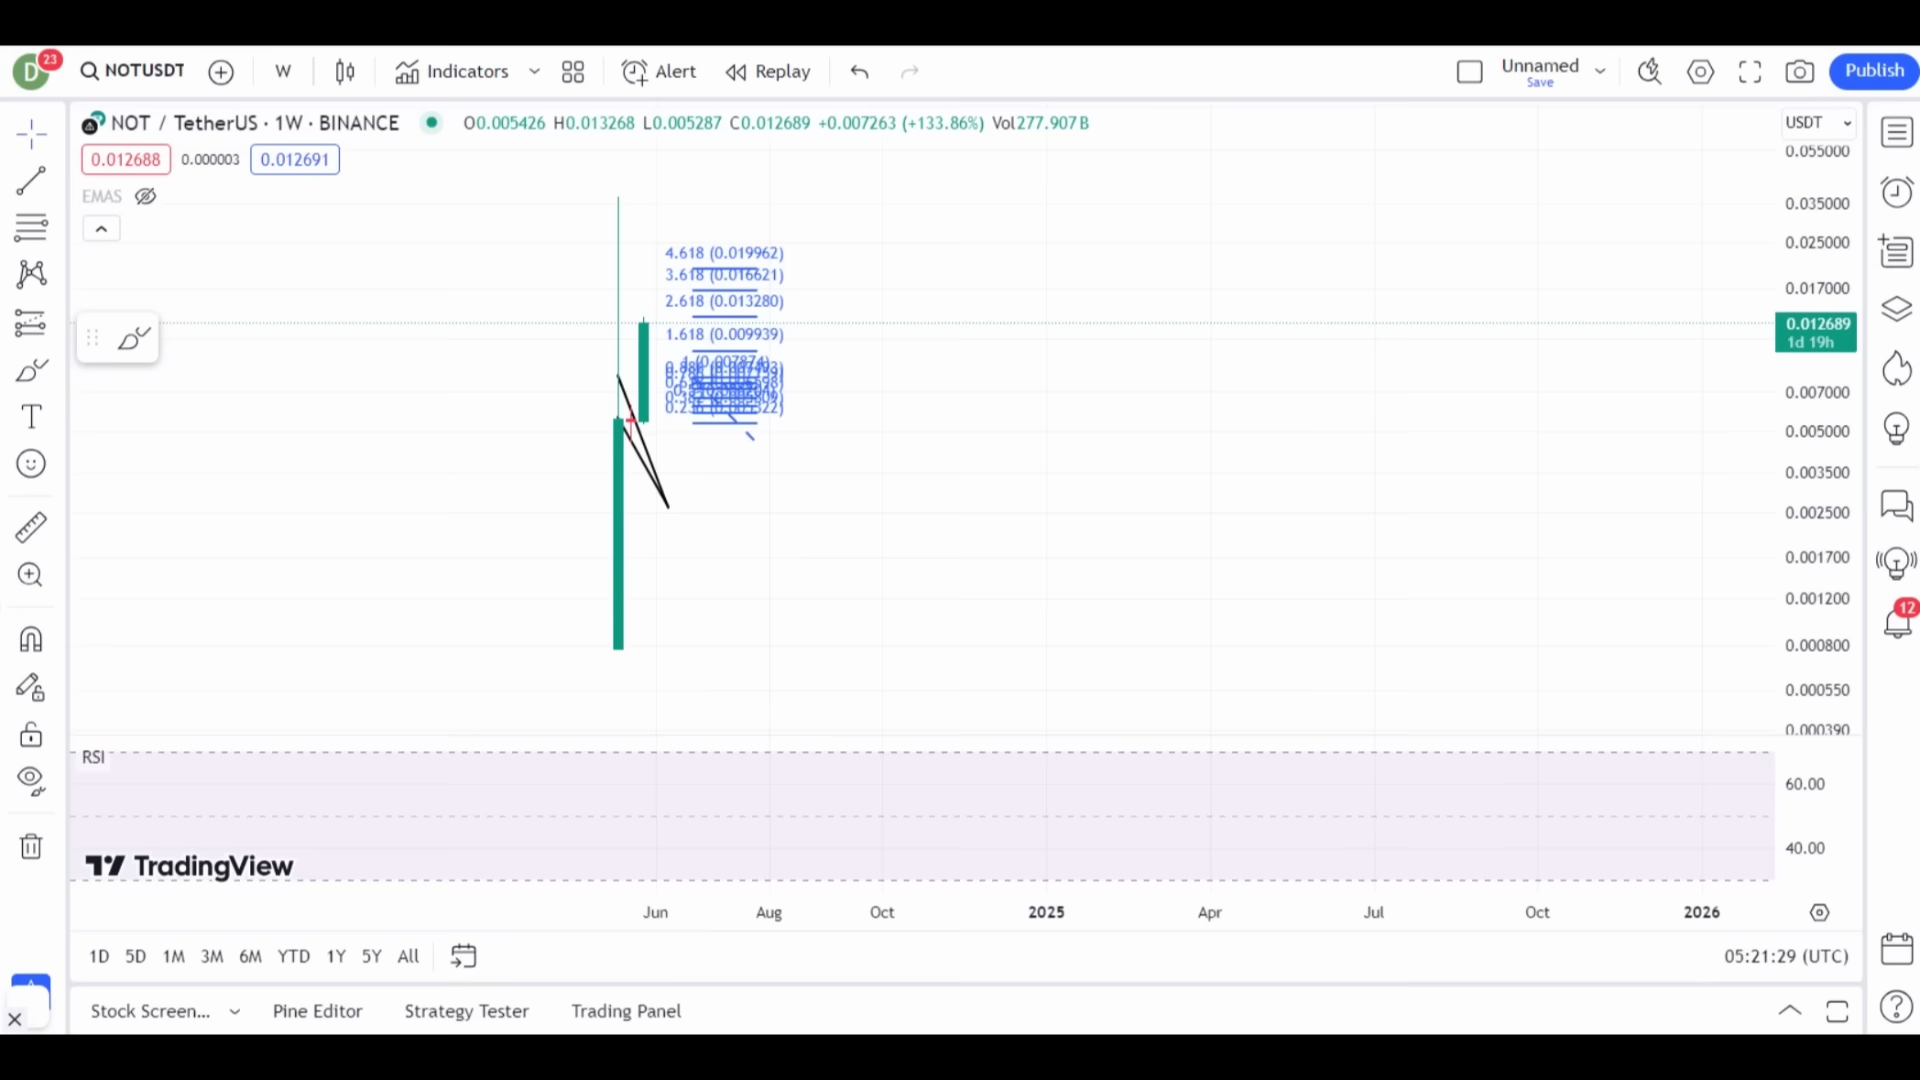 D
23
NOTUSDT
W
Indicators
Alert
Replay
Unnamed
Save
Publish
NOT / TetherUS · 1W · BINANCE
O0.005426 H0.013268 L0.005287 C0.012689 +0.007263 (+133.86%) Vol277.907B
USDT
0.012688
0.000003
0.012691
EMAS
4.618 (0.019962)
3.618 (0.016621)
2.618 (0.013280)
1.618 (0.009939)
1 (0.007874)
0.055000
0.035000
0.025000
0.017000
0.012689
1d 19h
0.007000
0.005000
0.003500
0.002500
0.001700
0.001200
0.000800
0.000550
0.000390
12
RSI
60.00
40.00
TradingView
Jun
Aug
Oct
2025
Apr
Jul
Oct
2026
1D
5D
1M
3M
6M
YTD
1Y
5Y
All
05:21:29 (UTC)
Stock Screen...
Pine Editor
Strategy Tester
Trading Panel